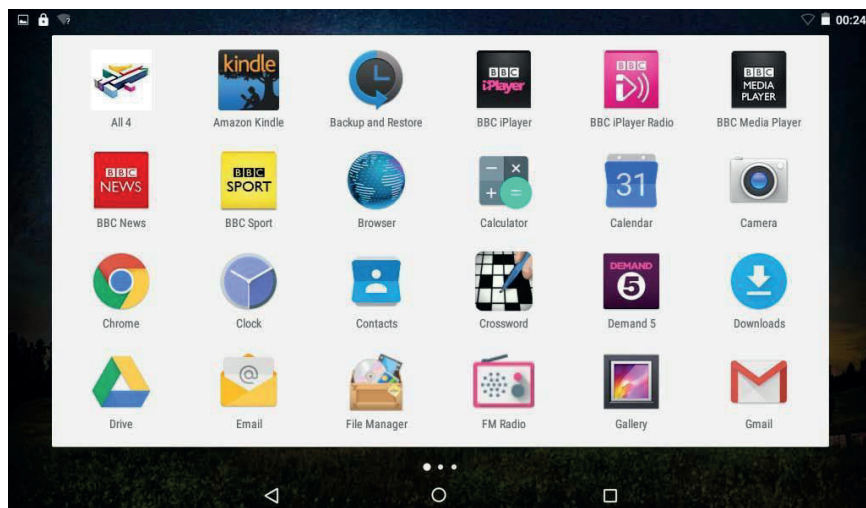 00:24
kindle
BBC
iPlayer
BBC
BBC
MEDIA
PLAYER
All 4
Amazon Kindle
Backup and Restore
BBC iPlayer
BBC iPlayer Radio
BBC Media Player
BBC
NEWS
BBC
SPORT
31
BBC News
BBC Sport
Browser
Calculator
Calendar
Camera
DEMAND
5
Chrome
Clock
Contacts
Crossword
Demand 5
Downloads
@
Drive
Email
File Manager
FM Radio
Gallery
Gmail